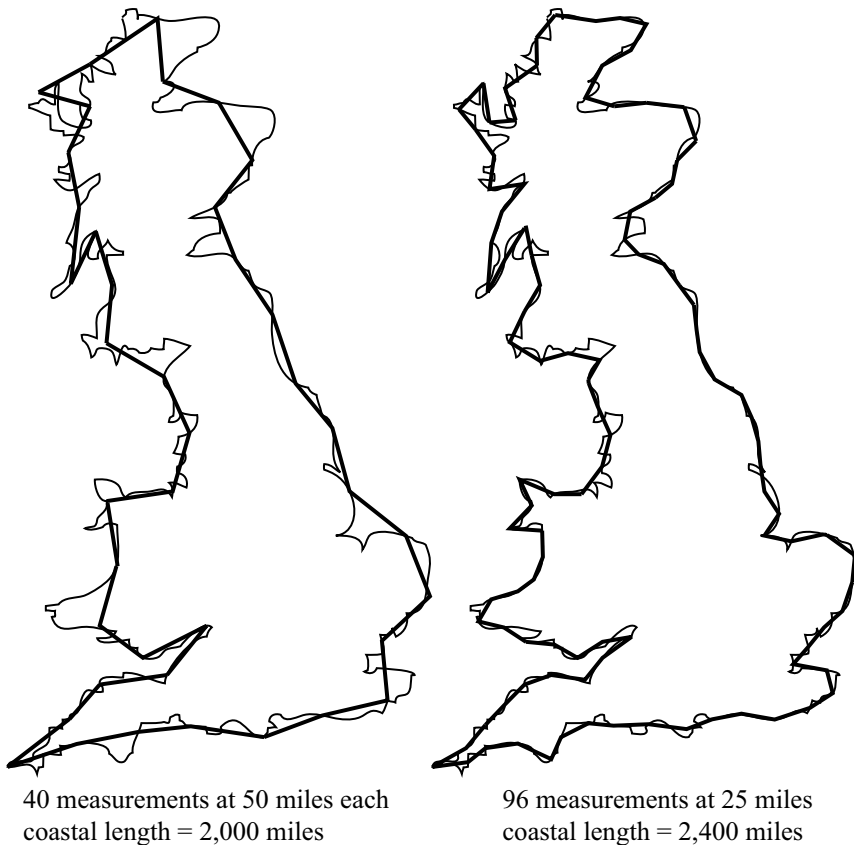 40 measurements at 50 miles each
coastal length = 2,000 miles
96 measurements at 25 miles
coastal length = 2,400 miles